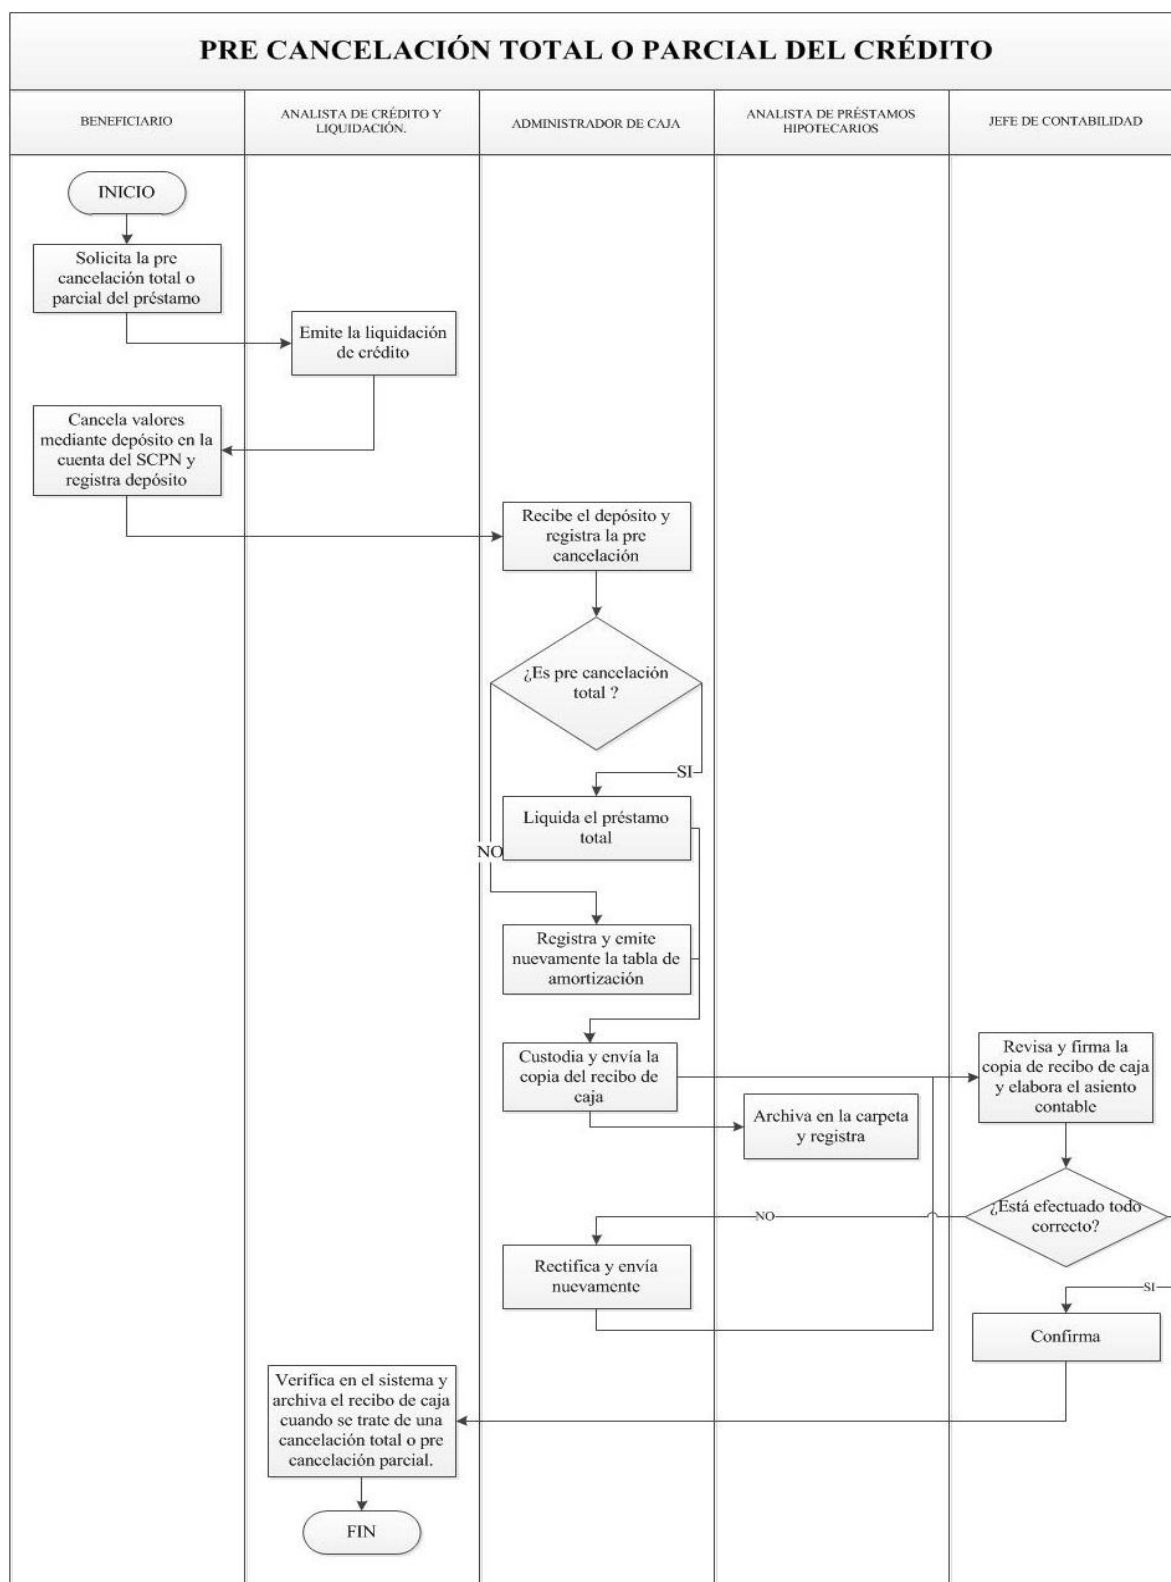 PRE CANCELACIÓN TOTAL O PARCIAL DEL CRÉDITO
BENEFICIARIO
ANALISTA DE CRÉDITO Y
LIQUIDACIÓN.
ADMINISTRADOR DE CAJA
ANALISTA DE PRÉSTAMOS
HIPOTECARIOS
JEFE DE CONTABILIDAD
INICIO
Solicita la pre
cancelación total o
parcial del préstamo
Emite la liquidación
de crédito
Cancela valores
mediante depósito en la
cuenta del SCPN y
registra depósito
Recibe el depósito y
registra la pre
cancelación
¿Es pre cancelación
total ?
SI
Liquida el préstamo
total
NO
Registra y emite
nuevamente la tabla de
amortización
Custodia y envía la
copia del recibo de
caja
Revisa y firma la
copia de recibo de caja
y elabora el asiento
contable
Archiva en la carpeta
y registra
¿Está efectuado todo
correcto?
NO
Rectifica y envía
nuevamente
SI
Confirma
Verifica en el sistema y
archiva el recibo de caja
cuando se trate de una
cancelación total o pre
cancelación parcial.
FIN